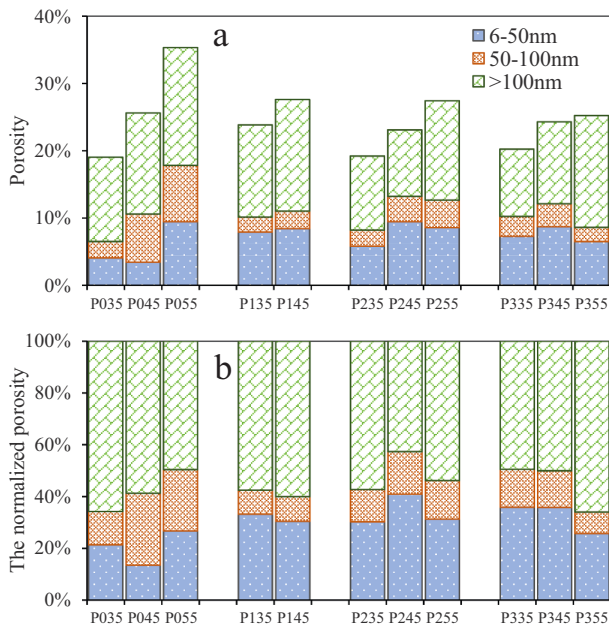 40%
a
6-50nm
50-100nm
>100nm
30%
20%
10%
0%
Porosity
P035 P045 P055 P135 P145 P235 P245 P255 P335 P345 P355
100%
b
80%
60%
40%
20%
0%
The normalized porosity
P035 P045 P055 P135 P145 P235 P245 P255 P335 P345 P355